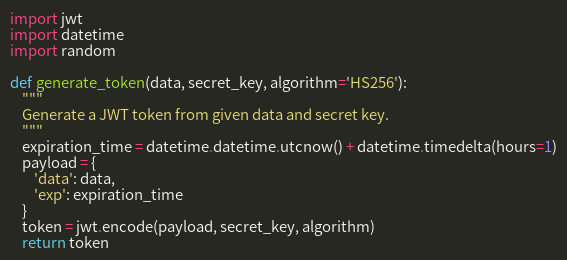 import jwt
import datetime
import random

def generate_token(data, secret_key, algorithm='HS256'):
    """
    Generate a JWT token from given data and secret key.
    """
    expiration_time = datetime.datetime.utcnow() + datetime.timedelta(hours=1)
    payload = {
        'data': data,
        'exp': expiration_time
    }
    token = jwt.encode(payload, secret_key, algorithm)
    return token